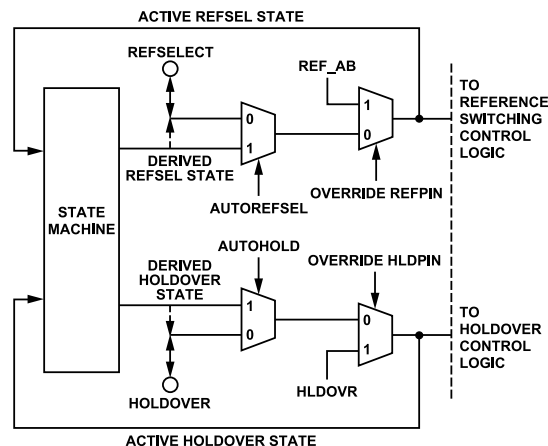 ACTIVE REFSEL STATE
REFSELECT
REF_AB
TO
REFERENCE
SWITCHING
CONTROL
LOGIC
1
0
0
1
DERIVED
REFSEL STATE
OVERRIDE REFPIN
AUTOREFSEL
STATE
MACHINE
AUTOHOLD
OVERRIDE HLDPIN
DERIVED
HOLDOVER
STATE
1
0
0
1
TO
HOLDOVER
CONTROL
LOGIC
HLDOVR
HOLDOVER
ACTIVE HOLDOVER STATE